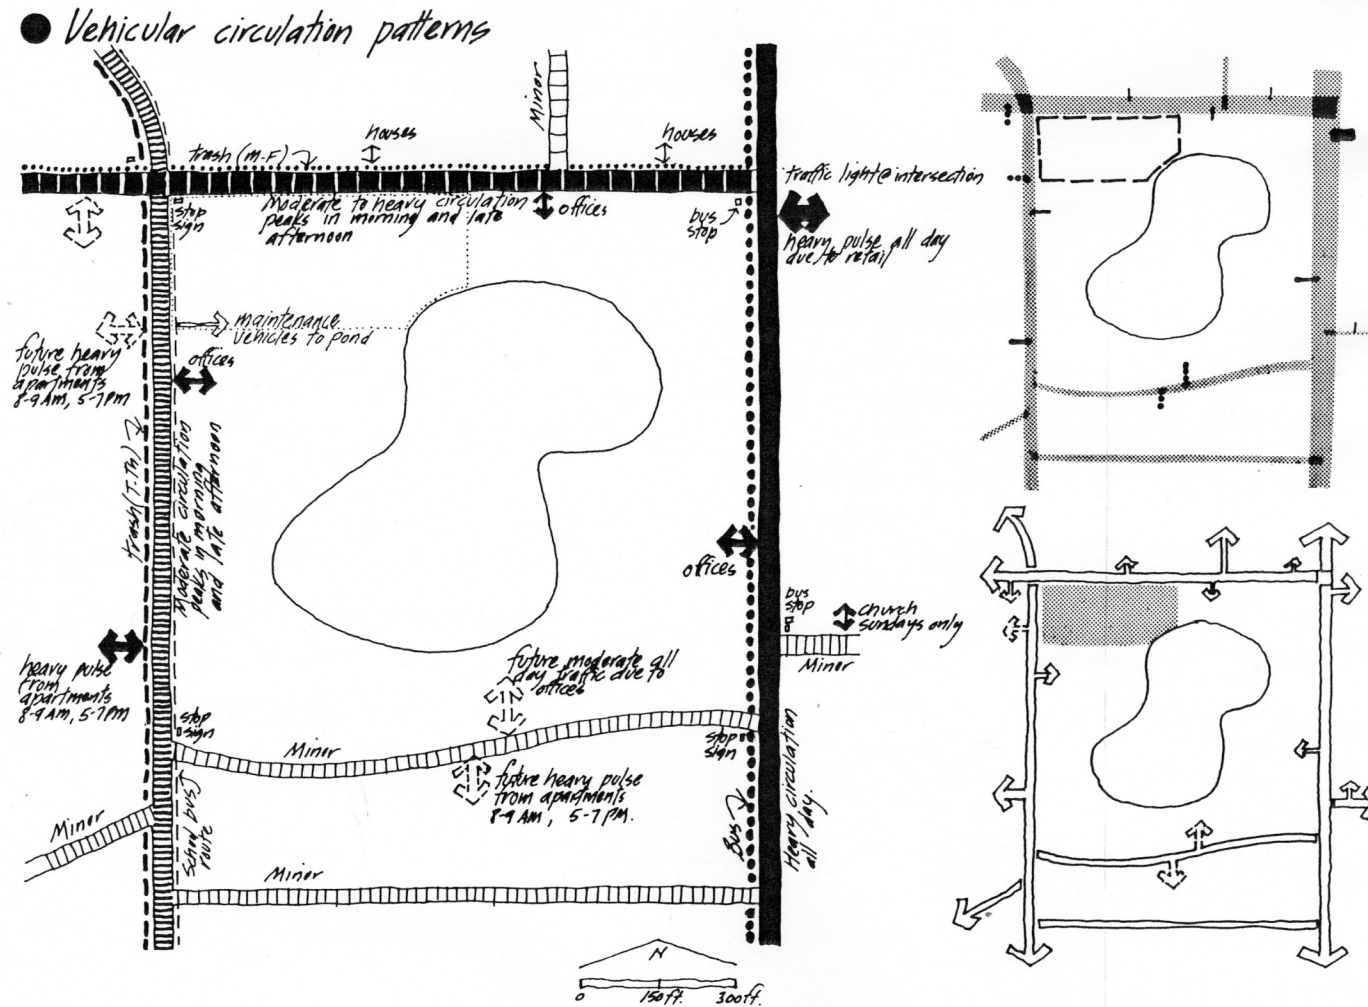 Vehicular circulation patterns
Minor
houses
houses
trash (M-F)
traffic light@intersection
stop
sign
Moderate to heavy circulation
peaks in morning and late
afternoon
offices
bus
stop
heavy pulse all day
due to retail
maintenance
vehicles to pond
future heavy
pulse from
apartments
8-9 AM, 5-7 PM
offices
trash (T-Th)
Moderate circulation
peaks in morning
and late afternoon
offices
bus
stop
church
sundays only
Minor
heavy pulse
from
apartments
8-9 AM, 5-7 PM
future moderate all
day traffic due to
offices
stop
sign
Minor
stop
sign
future heavy pulse
from apartments
8-9 AM, 5-7 PM.
Minor
School bus
route
Bus
Heavy circulation
all day.
Minor
N
0 150ft. 300ft.